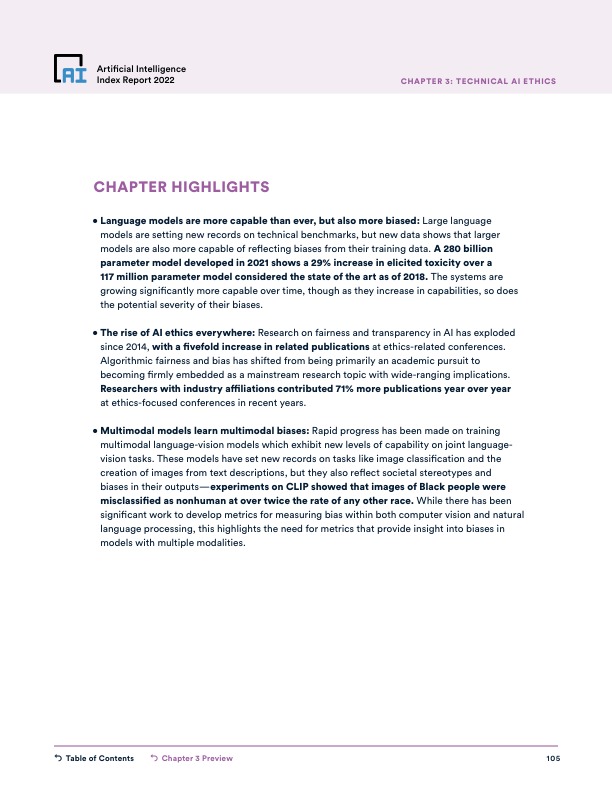 AI
Artificial Intelligence
Index Report 2022
CHAPTER 3: TECHNICAL AI ETHICS
CHAPTER HIGHLIGHTS
• Language models are more capable than ever, but also more biased: Large language
models are setting new records on technical benchmarks, but new data shows that larger
models are also more capable of reflecting biases from their training data. A 280 billion
parameter model developed in 2021 shows a 29% increase in elicited toxicity over a
117 million parameter model considered the state of the art as of 2018. The systems are
growing significantly more capable over time, though as they increase in capabilities, so does
the potential severity of their biases.
• The rise of AI ethics everywhere: Research on fairness and transparency in AI has exploded
since 2014, with a fivefold increase in related publications at ethics-related conferences.
Algorithmic fairness and bias has shifted from being primarily an academic pursuit to
becoming firmly embedded as a mainstream research topic with wide-ranging implications.
Researchers with industry affiliations contributed 71% more publications year over year
at ethics-focused conferences in recent years.
• Multimodal models learn multimodal biases: Rapid progress has been made on training
multimodal language-vision models which exhibit new levels of capability on joint language-
vision tasks. These models have set new records on tasks like image classification and the
creation of images from text descriptions, but they also reflect societal stereotypes and
biases in their outputs—experiments on CLIP showed that images of Black people were
misclassified as nonhuman at over twice the rate of any other race. While there has been
significant work to develop metrics for measuring bias within both computer vision and natural
language processing, this highlights the need for metrics that provide insight into biases in
models with multiple modalities.
Table of Contents
Chapter 3 Preview
105